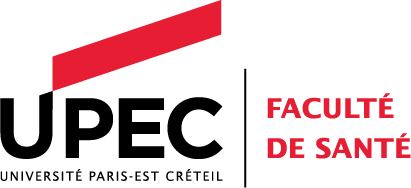 UPEC
UNIVERSITÉ PARIS-EST CRÉTEIL
FACULTÉ
DE SANTÉ